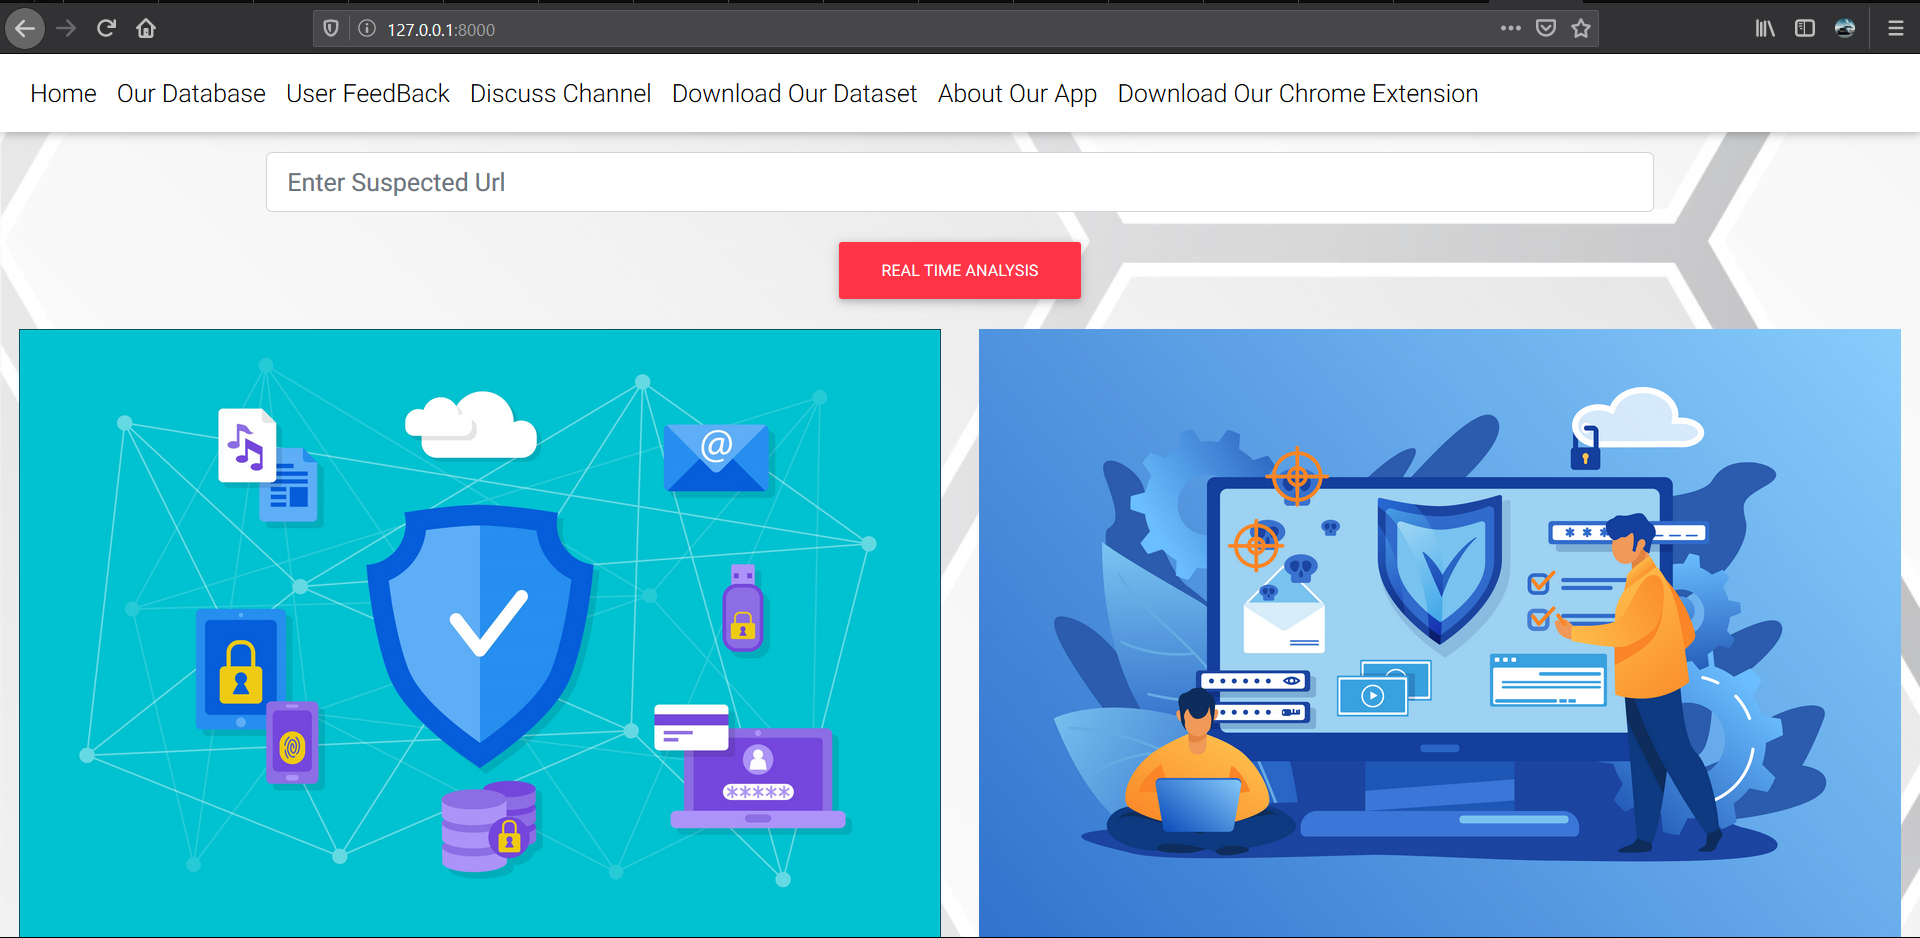 127.0.0.1:8000
Home Our Database User FeedBack Discuss Channel Download Our Dataset About Our App Download Our Chrome Extension
Enter Suspected Url
REAL TIME ANALYSIS
@
*****
* * *